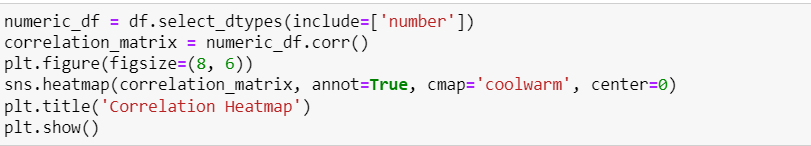 numeric_df = df.select_dtypes(include=['number'])
correlation_matrix = numeric_df.corr()
plt.figure(figsize=(8, 6))
sns.heatmap(correlation_matrix, annot=True, cmap='coolwarm', center=0)
plt.title('Correlation Heatmap')
plt.show()